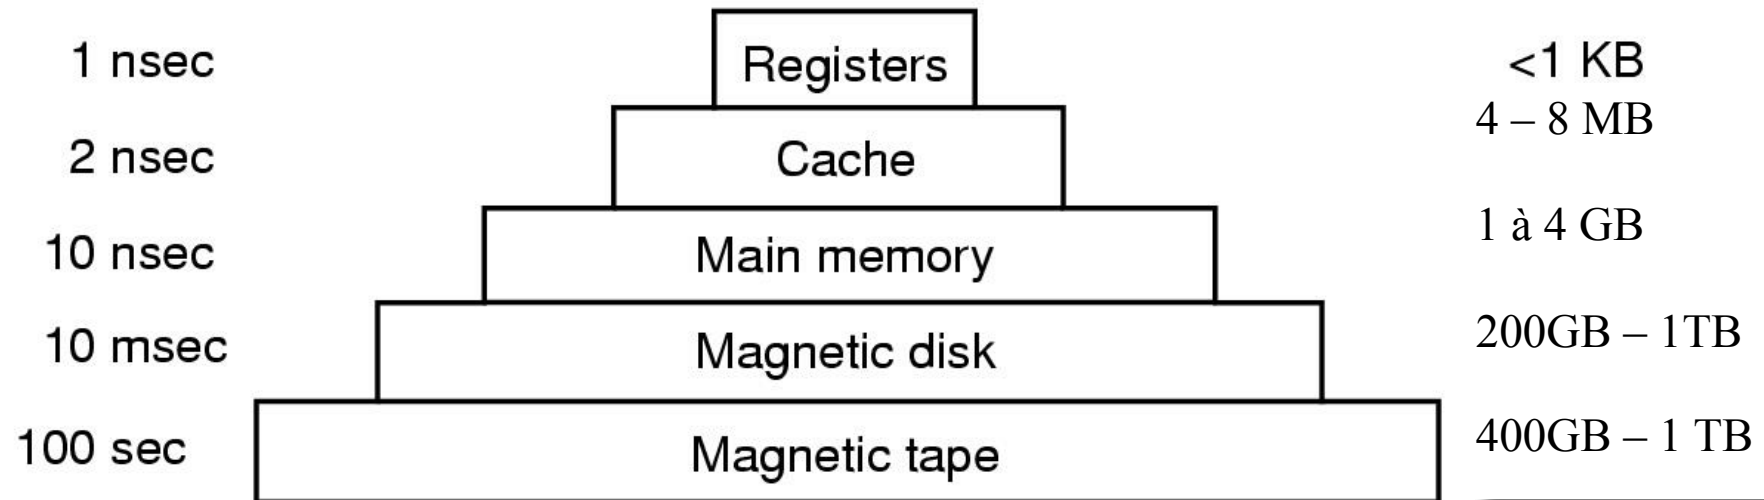 1 nsec Registers <1 KB
2 nsec Cache 4 – 8 MB
10 nsec Main memory 1 à 4 GB
10 msec Magnetic disk 200GB – 1TB
100 sec Magnetic tape 400GB – 1 TB